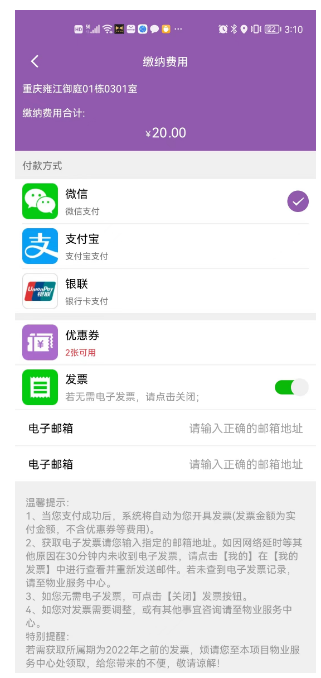 3:10
缴纳费用
重庆雍江御庭01栋0301室
缴纳费用合计:
¥20.00
付款方式
微信
微信支付
支付宝
支付宝支付
银联
银行卡支付
优惠券
2张可用
发票
若无需电子发票，请点击关闭;
电子邮箱 请输入正确的邮箱地址
电子邮箱 请输入正确的邮箱地址
温馨提示:
1、当您支付成功后，系统将自动为您开具发票(发票金额为实
付金额，不含优惠券等费用)。
2、获取电子发票请您输入指定的邮箱地址。如因网络延时等其
他原因在30分钟内未收到电子发票，请点击【我的】在【我的
发票】中进行查看并重新发送邮件。若未查到电子发票记录，
请至物业服务中心。
3、如您无需电子发票，可点击【关闭】发票按钮。
4、如您对发票需要调整，或有其他事宜咨询请至物业服务中
心。
特别提醒:
若需获取所属期为2022年之前的发票，烦请您至本项目物业服
务中心处领取，给您带来的不便，敬请谅解!